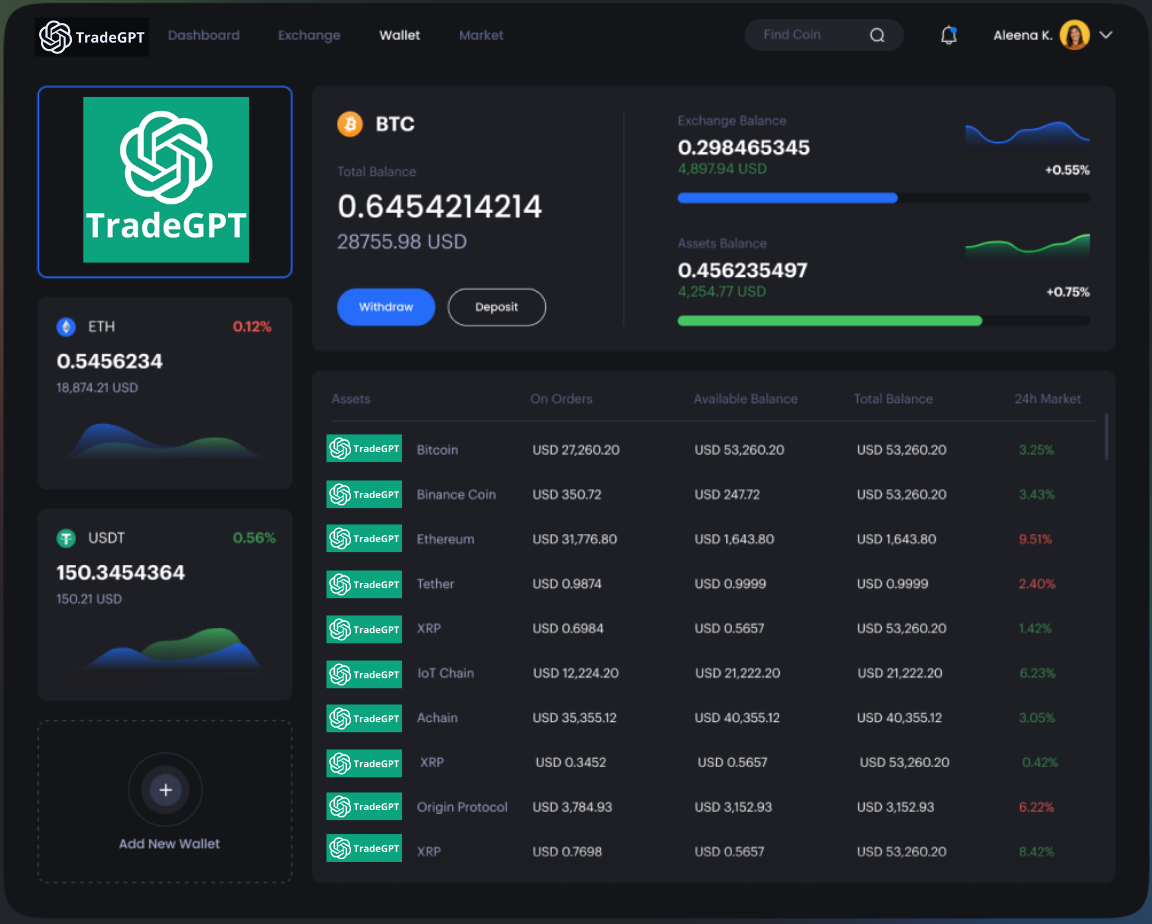 TradeGPT Dashboard Exchange Wallet Market Find Coin Aleena K.
TradeGPT
BTC
Total Balance
0.6454214214
28755.98 USD
Withdraw Deposit
Exchange Balance
0.298465345
4,897.94 USD
+0.55%
Assets Balance
0.456235497
4,254.77 USD
+0.75%
ETH 0.12%
0.5456234
18,874.21 USD
USDT 0.56%
150.3454364
150.21 USD
+
Add New Wallet
Assets On Orders Available Balance Total Balance 24h Market
TradeGPT Bitcoin USD 27,260.20 USD 53,260.20 USD 53,260.20 3.25%
TradeGPT Binance Coin USD 350.72 USD 247.72 USD 53,260.20 3.43%
TradeGPT Ethereum USD 31,776.80 USD 1,643.80 USD 1,643.80 9.51%
TradeGPT Tether USD 0.9874 USD 0.9999 USD 0.9999 2.40%
TradeGPT XRP USD 0.6984 USD 0.5657 USD 53,260.20 1.42%
TradeGPT IoT Chain USD 12,224.20 USD 21,222.20 USD 21,222.20 6.23%
TradeGPT Achain USD 35,355.12 USD 40,355.12 USD 40,355.12 3.05%
TradeGPT XRP USD 0.3452 USD 0.5657 USD 53,260.20 0.42%
TradeGPT Origin Protocol USD 3,784.93 USD 3,152.93 USD 3,152.93 6.22%
TradeGPT XRP USD 0.7698 USD 0.5657 USD 53,260.20 8.42%